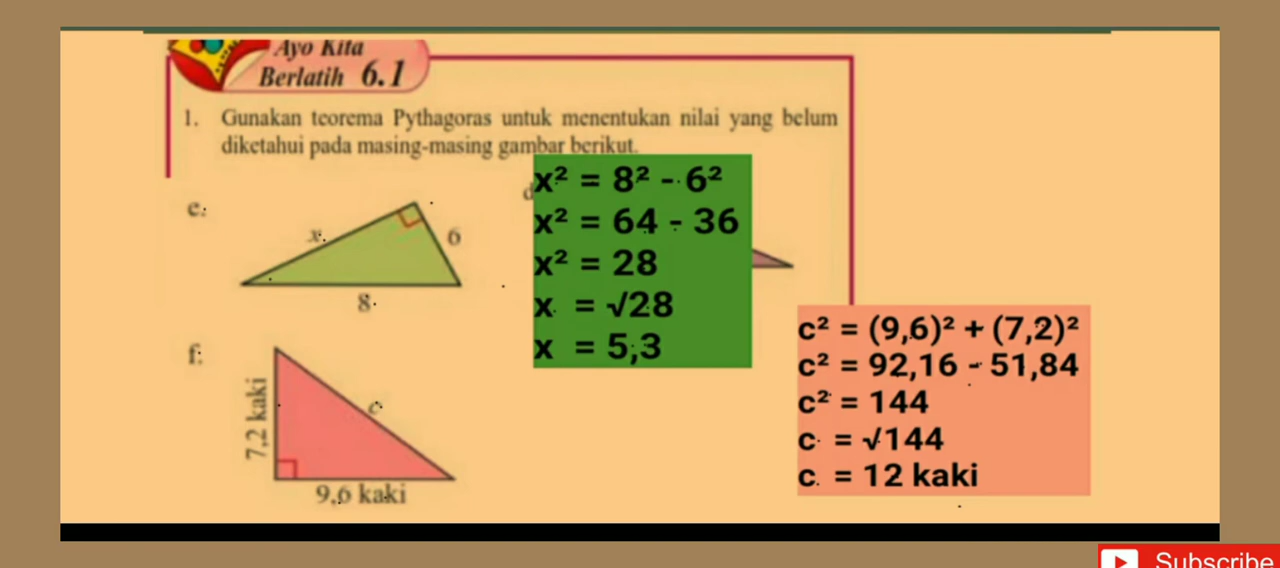 Ayo Kita
Berlatih 6.1
1. Gunakan teorema Pythagoras untuk menentukan nilai yang belum
diketahui pada masing-masing gambar berikut.
e.
x
6
8
d
x² = 8² - 6²
x² = 64 - 36
x² = 28
x = √28
x = 5,3
f.
7,2 kaki
c
9,6 kaki
c² = (9,6)² + (7,2)²
c² = 92,16 - 51,84
c² = 144
c = √144
c. = 12 kaki
Subscribe